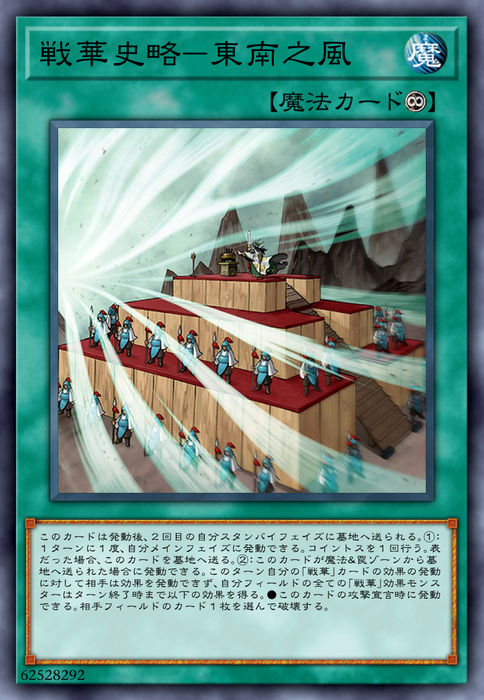 戦華史略－東南之風
魔
【魔法カード】
このカードは発動後、2回目の自分スタンバイフェイズに墓地へ送られる。①：
1ターンに1度、自分メインフェイズに発動できる。コイントスを1回行う。表
だった場合、このカードを墓地へ送る。②：このカードが魔法&罠ゾーンから墓
地へ送られた場合に発動できる。このターン自分の「戦華」カードの効果の発動
に対して相手は効果を発動できず、自分フィールドの全ての「戦華」効果モンス
ターはターン終了時まで以下の効果を得る。●このカードの攻撃宣言時に発動
できる。相手フィールドのカード1枚を選んで破壊する。
62528292